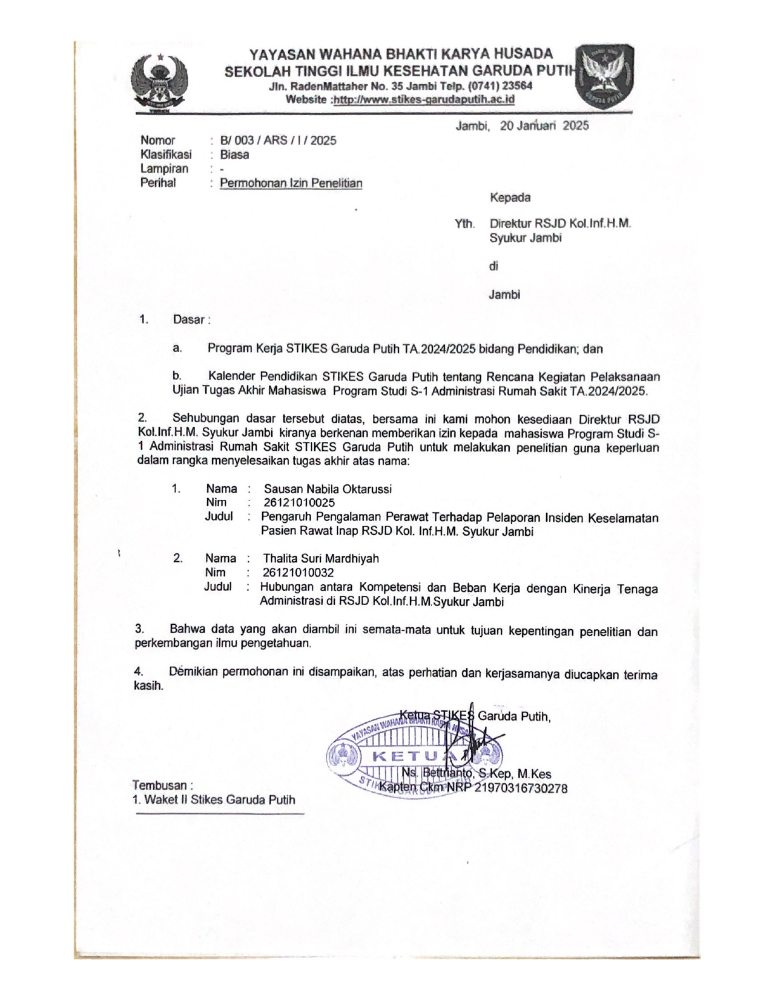 YAYASAN WAHANA BHAKTI KARYA HUSADA
SEKOLAH TINGGI ILMU KESEHATAN GARUDA PUTIH
Jln. RadenMattaher No. 35 Jambi Telp. (0741) 23564
Website :http://www.stikes-garudaputih.ac.id
GARUDA PUTIH
Jambi, 20 Januari 2025
Nomor : B/ 003 / ARS / I / 2025
Klasifikasi : Biasa
Lampiran : -
Perihal : Permohonan Izin Penelitian
Kepada
Yth. Direktur RSJD Kol.Inf.H.M.
Syukur Jambi
di
Jambi
1. Dasar :
a. Program Kerja STIKES Garuda Putih TA.2024/2025 bidang Pendidikan; dan
b. Kalender Pendidikan STIKES Garuda Putih tentang Rencana Kegiatan Pelaksanaan
Ujian Tugas Akhir Mahasiswa Program Studi S-1 Administrasi Rumah Sakit TA.2024/2025.
2. Sehubungan dasar tersebut diatas, bersama ini kami mohon kesediaan Direktur RSJD
Kol.Inf.H.M. Syukur Jambi kiranya berkenan memberikan izin kepada mahasiswa Program Studi S-
1 Administrasi Rumah Sakit STIKES Garuda Putih untuk melakukan penelitian guna keperluan
dalam rangka menyelesaikan tugas akhir atas nama:
1. Nama : Sausan Nabila Oktarussi
Nim : 26121010025
Judul : Pengaruh Pengalaman Perawat Terhadap Pelaporan Insiden Keselamatan
Pasien Rawat Inap RSJD Kol. Inf.H.M. Syukur Jambi
2. Nama : Thalita Suri Mardhiyah
Nim : 26121010032
Judul : Hubungan antara Kompetensi dan Beban Kerja dengan Kinerja Tenaga
Administrasi di RSJD Kol.Inf.H.M.Syukur Jambi
3. Bahwa data yang akan diambil ini semata-mata untuk tujuan kepentingan penelitian dan
perkembangan ilmu pengetahuan.
4. Demikian permohonan ini disampaikan, atas perhatian dan kerjasamanya diucapkan terima
kasih.
Ketua STIKES Garuda Putih,
YAYASAN WAHANA BHAKTI KARYA HUSADA
KETUA
STIKES GARUDA PUTIH
Ns. Bettrianto, S.Kep, M.Kes
Kapten Ckm NRP 21970316730278
Tembusan :
1. Waket II Stikes Garuda Putih